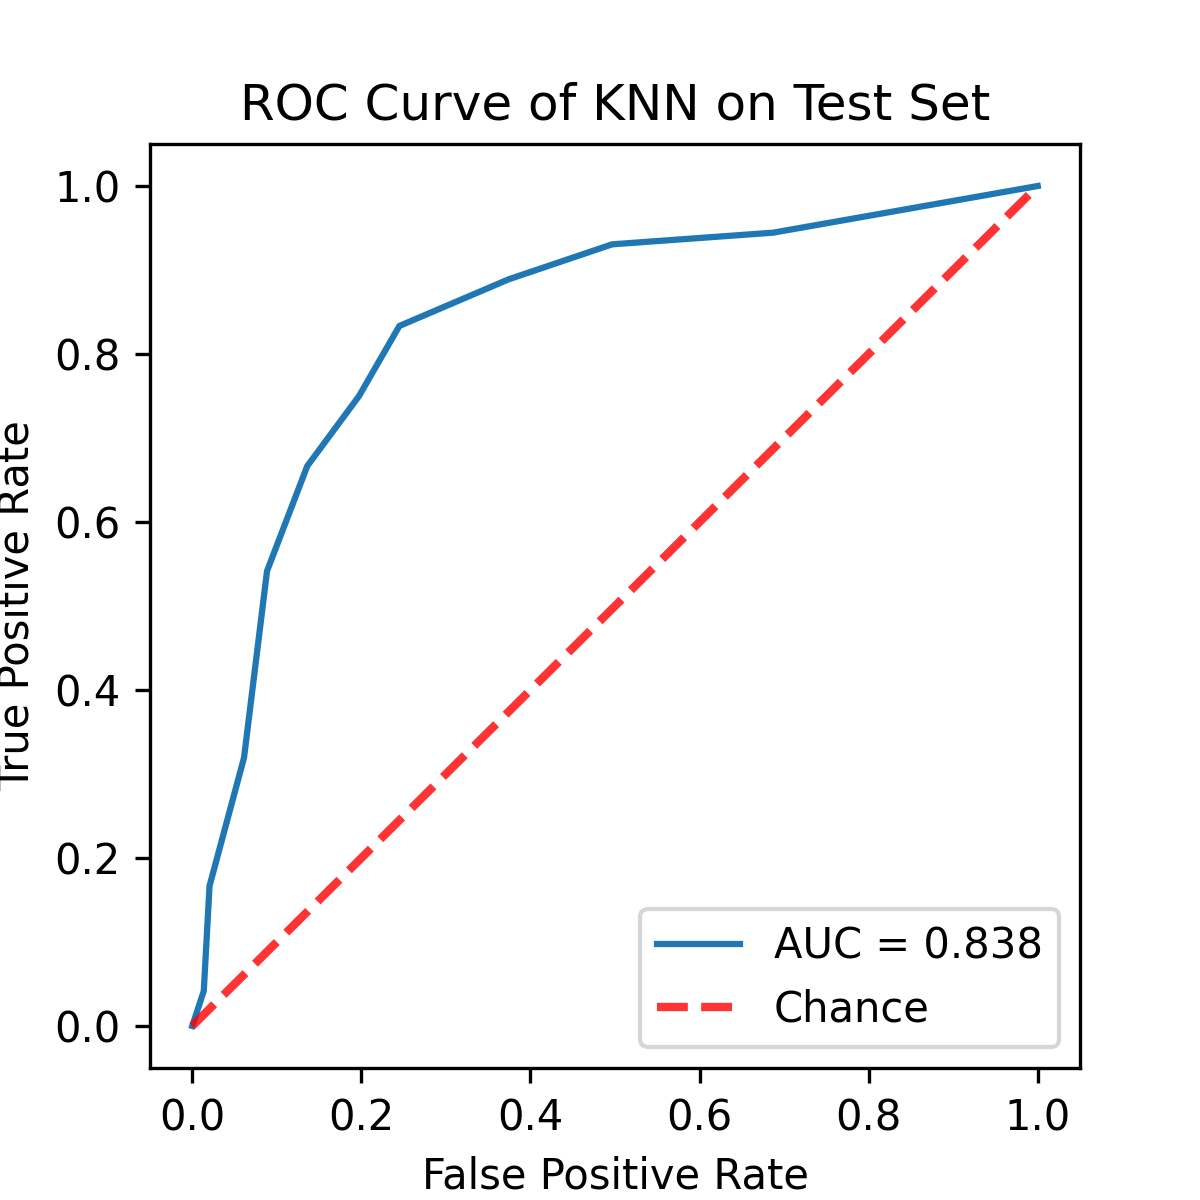 ROC Curve of KNN on Test Set
True Positive Rate
1.0
0.8
0.6
0.4
0.2
0.0
AUC = 0.838
Chance
0.0 0.2 0.4 0.6 0.8 1.0
False Positive Rate